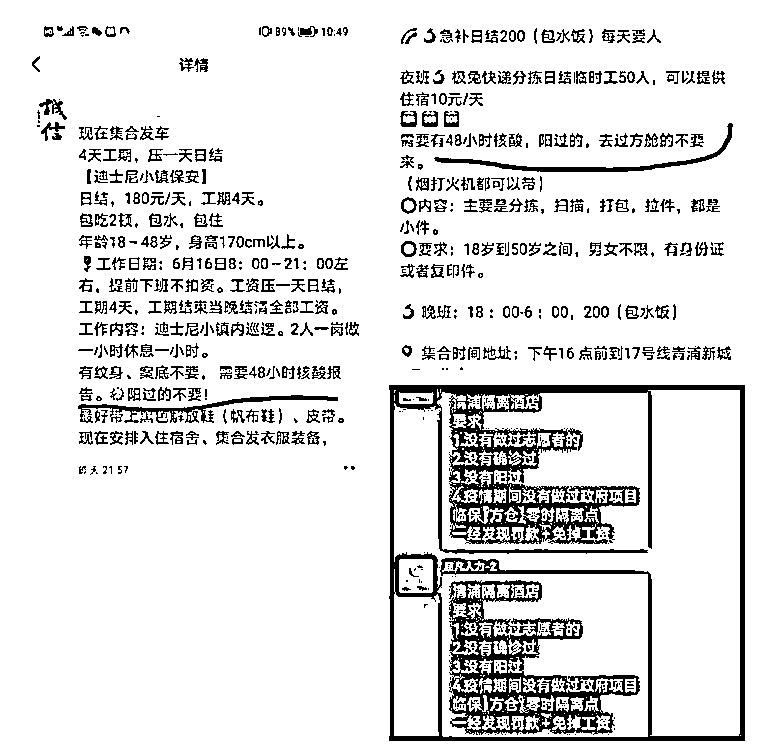 89% 10:49
详情
诚信
现在集合发车
4天工期，压一天日结
【迪士尼小镇保安】
日结，180元/天，工期4天。
包吃2顿，包水，包住
年龄18-48岁，身高170cm以上。
工作日期：6月16日8：00-21：00左
右，提前下班不扣资。工资压一天日结，
工期4天，工期结束当晚结清全部工资。
工作内容：迪士尼小镇内巡逻。2人一岗做
一小时休息一小时。
有纹身、案底不要，需要48小时核酸报
告。阳过的不要！
最好带上黑色解放鞋（帆布鞋）、皮带。
现在安排入住宿舍、集合发衣服装备，
昨天 21:57
急补日结200（包水饭）每天要人
夜班 极兔快递分拣日结临时工50人，可以提供
住宿10元/天
需要有48小时核酸，阳过的，去过方舱的不要
来。
（烟打火机都可以带）
内容：主要是分拣，扫描，打包，拉件，都是
小件。
要求：18岁到50岁之间，男女不限，有身份证
或者复印件。
晚班：18：00-6：00，200（包水饭）
集合时间地址：下午16点前到17号线青浦新城
青浦隔离酒店
要求
1.没有做过志愿者的
2.没有确诊过
3.没有阳过
4.疫情期间没有做过政府项目
临保 方仓 零时隔离点
一经发现罚款+免掉工资
人力-2
青浦隔离酒店
要求
1.没有做过志愿者的
2.没有确诊过
3.没有阳过
4.疫情期间没有做过政府项目
临保 方仓 零时隔离点
一经发现罚款+免掉工资